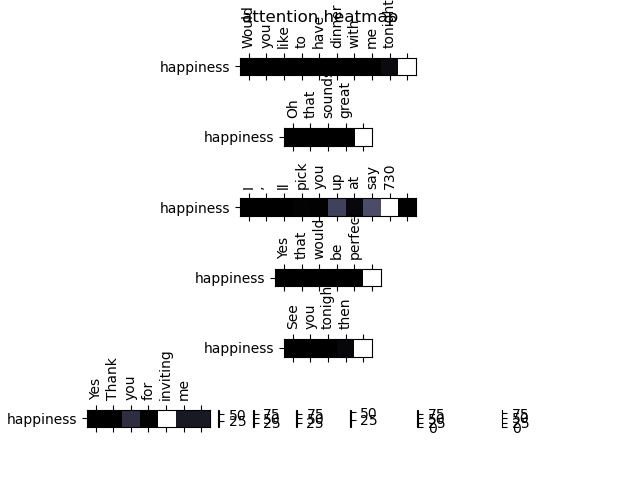 attention heatmap
Would you like to have dinner with me tonight
happiness
Oh that sounds great
happiness
I , ll pick you up at say 730
happiness
Yes that would be perfect
happiness
See you tonight then
happiness
Yes Thank you for inviting me
happiness
50 75 75 50 75 75
50 50 50 50
25 25 25 25 25 25
0 0